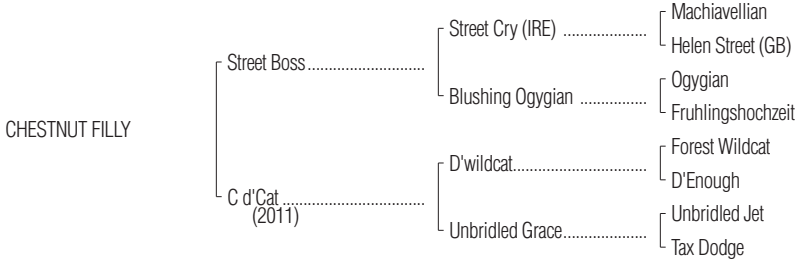 Machiavellian
Street Cry (IRE) ....................
Helen Street (GB)
Street Boss............................
Ogygian
Blushing Ogygian ................
Fruhlingshochzeit
CHESTNUT FILLY
Forest Wildcat
D'wildcat................................
D'Enough
C d'Cat ..................................
(2011)
Unbridled Jet
Unbridled Grace....................
Tax Dodge